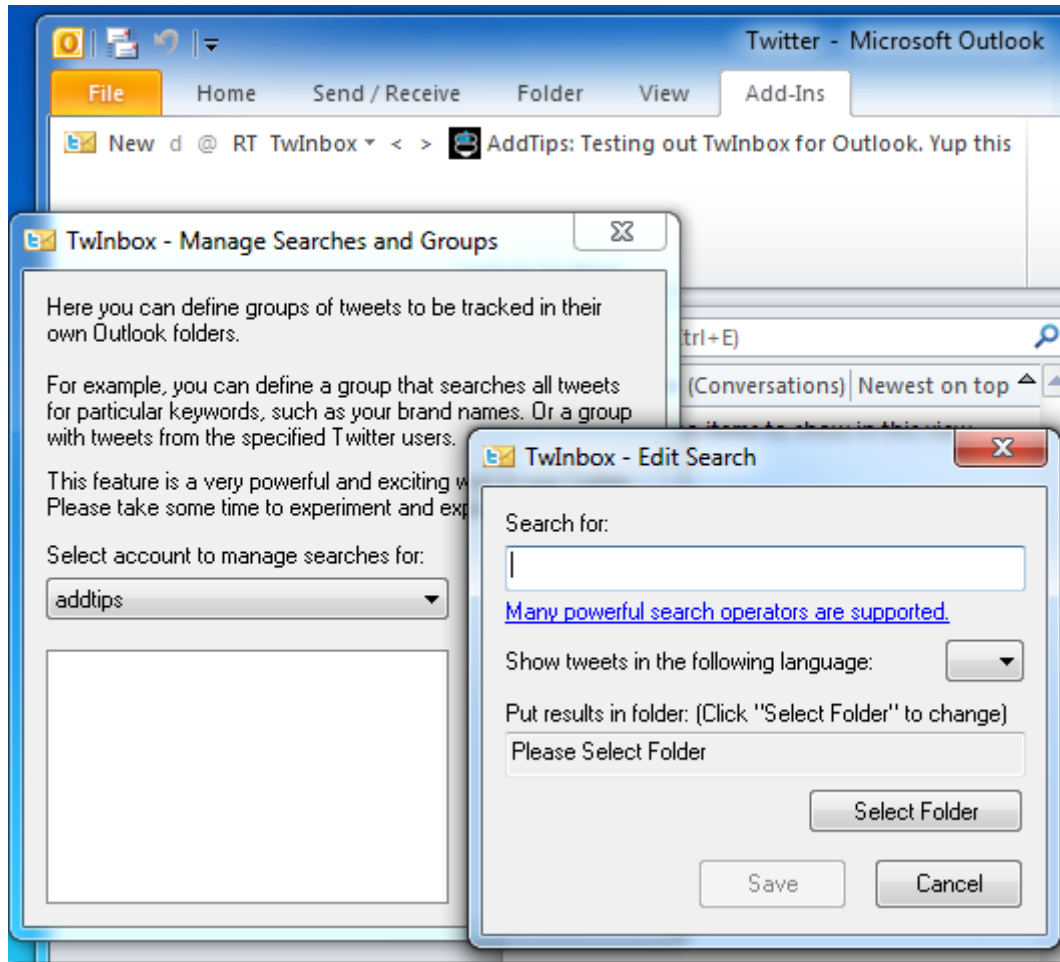 Twitter - Microsoft Outlook
File Home Send / Receive Folder View Add-Ins
New d @ RT TwInbox < > AddTips: Testing out TwInbox for Outlook. Yup this
TwInbox - Manage Searches and Groups
Here you can define groups of tweets to be tracked in their
own Outlook folders.
For example, you can define a group that searches all tweets
for particular keywords, such as your brand names. Or a group
with tweets from the specified Twitter users.
This feature is a very powerful and exciting
Please take some time to experiment and
Select account to manage searches for:
addtips
trl+E)
(Conversations) Newest on top
items to show in this view
TwInbox - Edit Search
Search for:
Many powerful search operators are supported.
Show tweets in the following language:
Put results in folder: (Click "Select Folder" to change)
Please Select Folder
Select Folder
Save Cancel